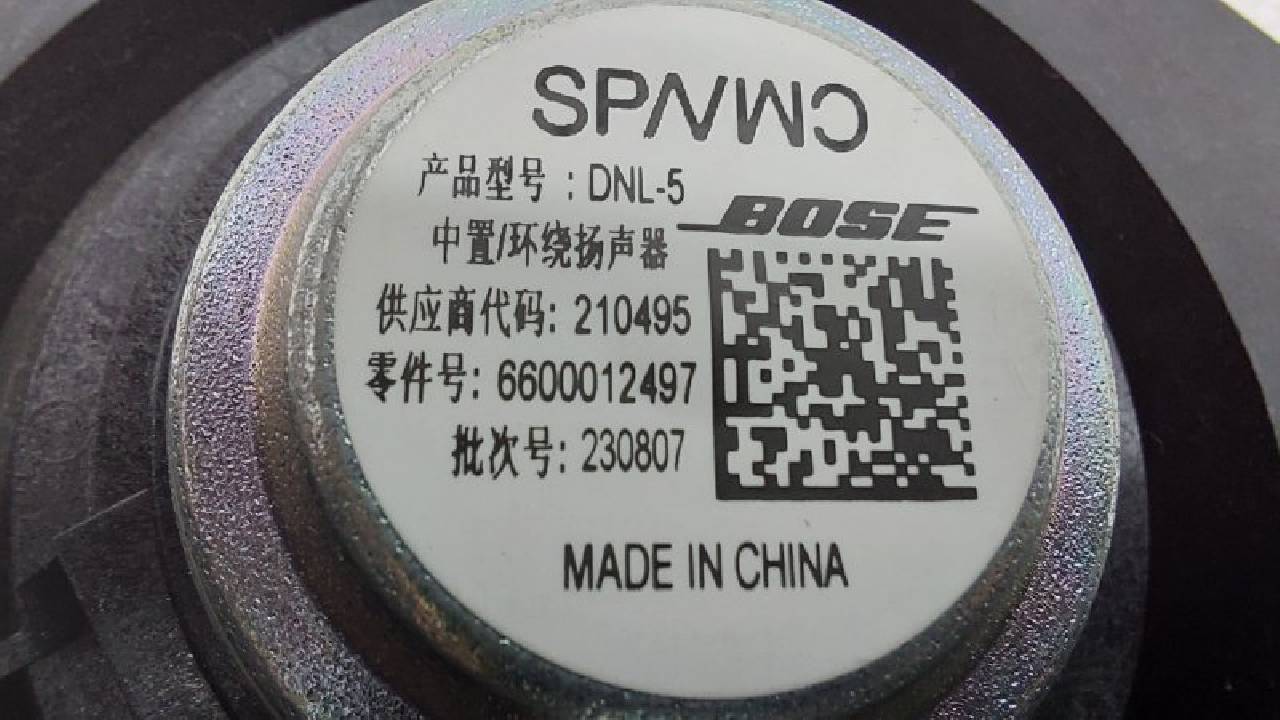 SPΛVWC
产品型号：DNL-5
BOSE
中置/环绕扬声器
供应商代码: 210495
零件号: 6600012497
批次号: 230807
MADE IN CHINA